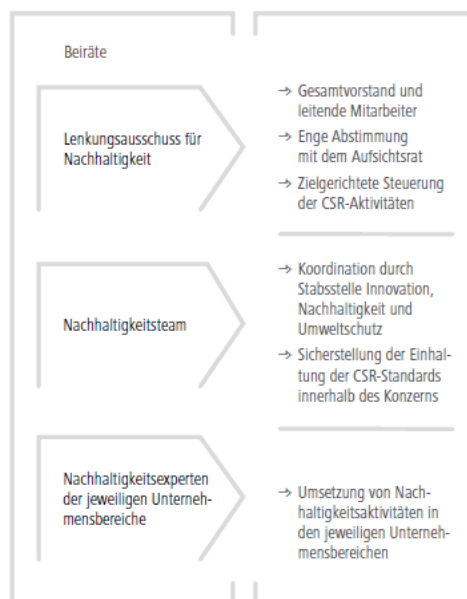 Beiräte
Lenkungsausschuss für
Nachhaltigkeit
→ Gesamtvorstand und
leitende Mitarbeiter
→ Enge Abstimmung
mit dem Aufsichtsrat
→ Zielgerichtete Steuerung
der CSR-Aktivitäten
Nachhaltigkeitsteam
→ Koordination durch
Stabsstelle Innovation,
Nachhaltigkeit und
Umweltschutz
→ Sicherstellung der Einhal-
tung der CSR-Standards
innerhalb des Konzerns
Nachhaltigkeitsexperten
der jeweiligen Unterneh-
mensbereiche
→ Umsetzung von Nach-
haltigkeitsaktivitäten in
den jeweiligen Unterneh-
mensbereichen